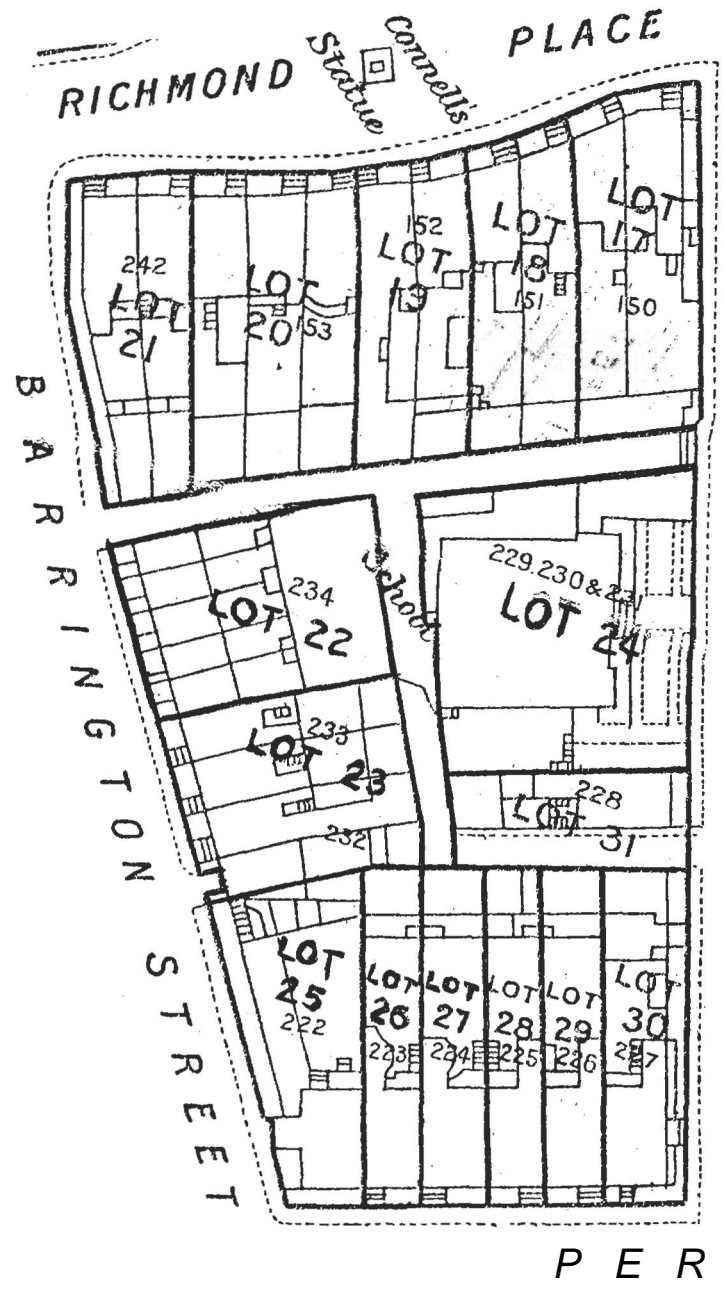 RICHMOND PLACE
Connell's
Statue
LOT
17
150
LOT
18
151
152
LOT
19
LOT
20
153
242
LOT
21
BARRINGTON STREET
School
234
LOT
22
229.230 & 231
LOT
24
233
LOT
23
232
228
LOT
31
LOT
25
222
LOT
26
223
LOT
27
224
LOT
28
225
LOT
29
226
LOT
30
227
PER